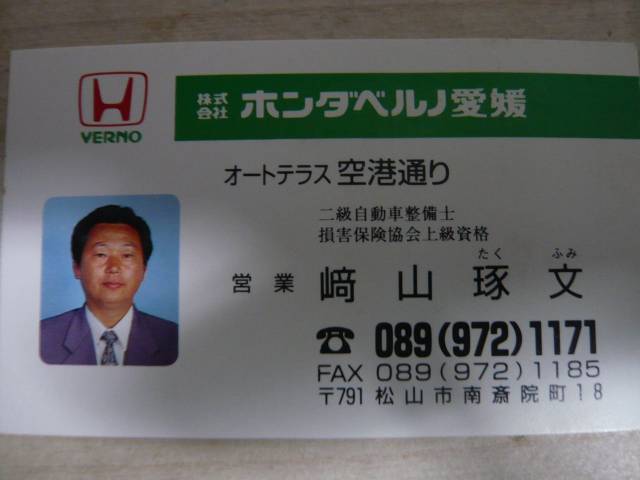 VERNO
株式会社 ホンダベルノ愛媛
オートテラス 空港通り
二級自動車整備士
損害保険協会上級資格
たく ふみ
営業 﨑山琢文
☎ 089(972)1171
FAX 089(972)1185
〒791 松山市南斎院町18